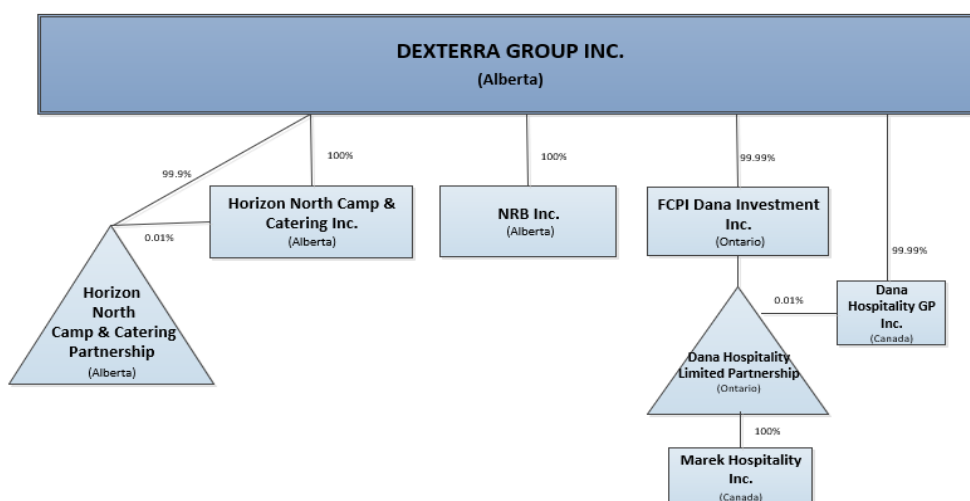 DEXTERRA GROUP INC.
(Alberta)
99.9%
100%
100%
99.99%
Horizon North Camp &
Catering Inc.
(Alberta)
NRB Inc.
(Alberta)
FCPI Dana Investment
Inc.
(Ontario)
0.01%
99.99%
Horizon
North
Camp & Catering
Partnership
(Alberta)
Dana
Hospitality GP
Inc.
(Canada)
0.01%
Dana Hospitality
Limited Partnership
(Ontario)
100%
Marek Hospitality
Inc.
(Canada)